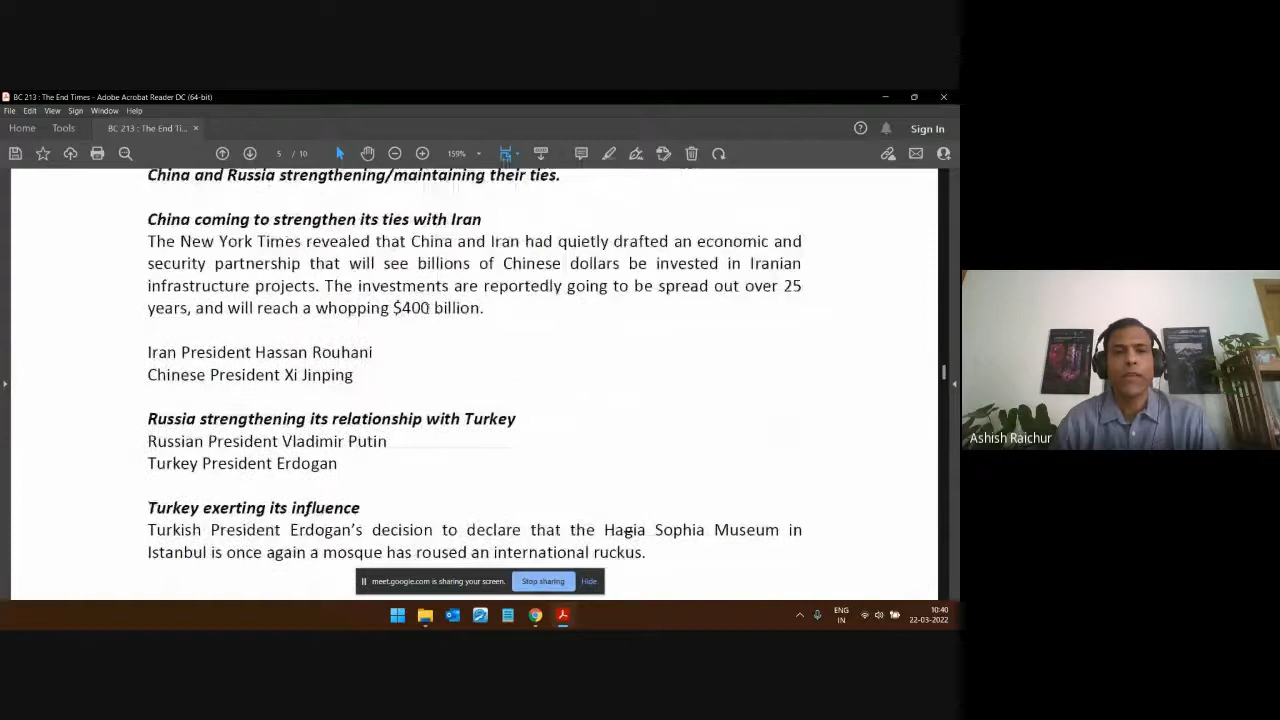 BC 213 : The End Times - Adobe Acrobat Reader DC (64-bit)
File Edit View Sign Window Help
Home Tools BC 213 : The End Ti... × Sign In
5 / 10 159%
China and Russia strengthening/maintaining their ties.
China coming to strengthen its ties with Iran
The New York Times revealed that China and Iran had quietly drafted an economic and
security partnership that will see billions of Chinese dollars be invested in Iranian
infrastructure projects. The investments are reportedly going to be spread out over 25
years, and will reach a whopping $400 billion.
Iran President Hassan Rouhani
Chinese President Xi Jinping
Russia strengthening its relationship with Turkey
Russian President Vladimir Putin
Turkey President Erdogan
Turkey exerting its influence
Turkish President Erdogan’s decision to declare that the Hagia Sophia Museum in
Istanbul is once again a mosque has roused an international ruckus.
meet.google.com is sharing your screen. Stop sharing Hide
ENG
IN
10:40
22-03-2022
Ashish Raichur